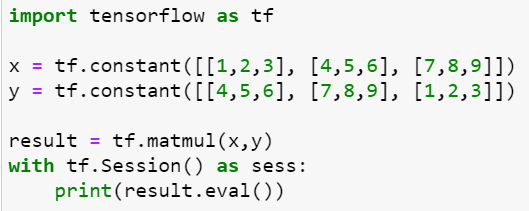 import tensorflow as tf
x = tf.constant([[1,2,3], [4,5,6], [7,8,9]])
y = tf.constant([[4,5,6], [7,8,9], [1,2,3]])
result = tf.matmul(x,y)
with tf.Session() as sess:
    print(result.eval())